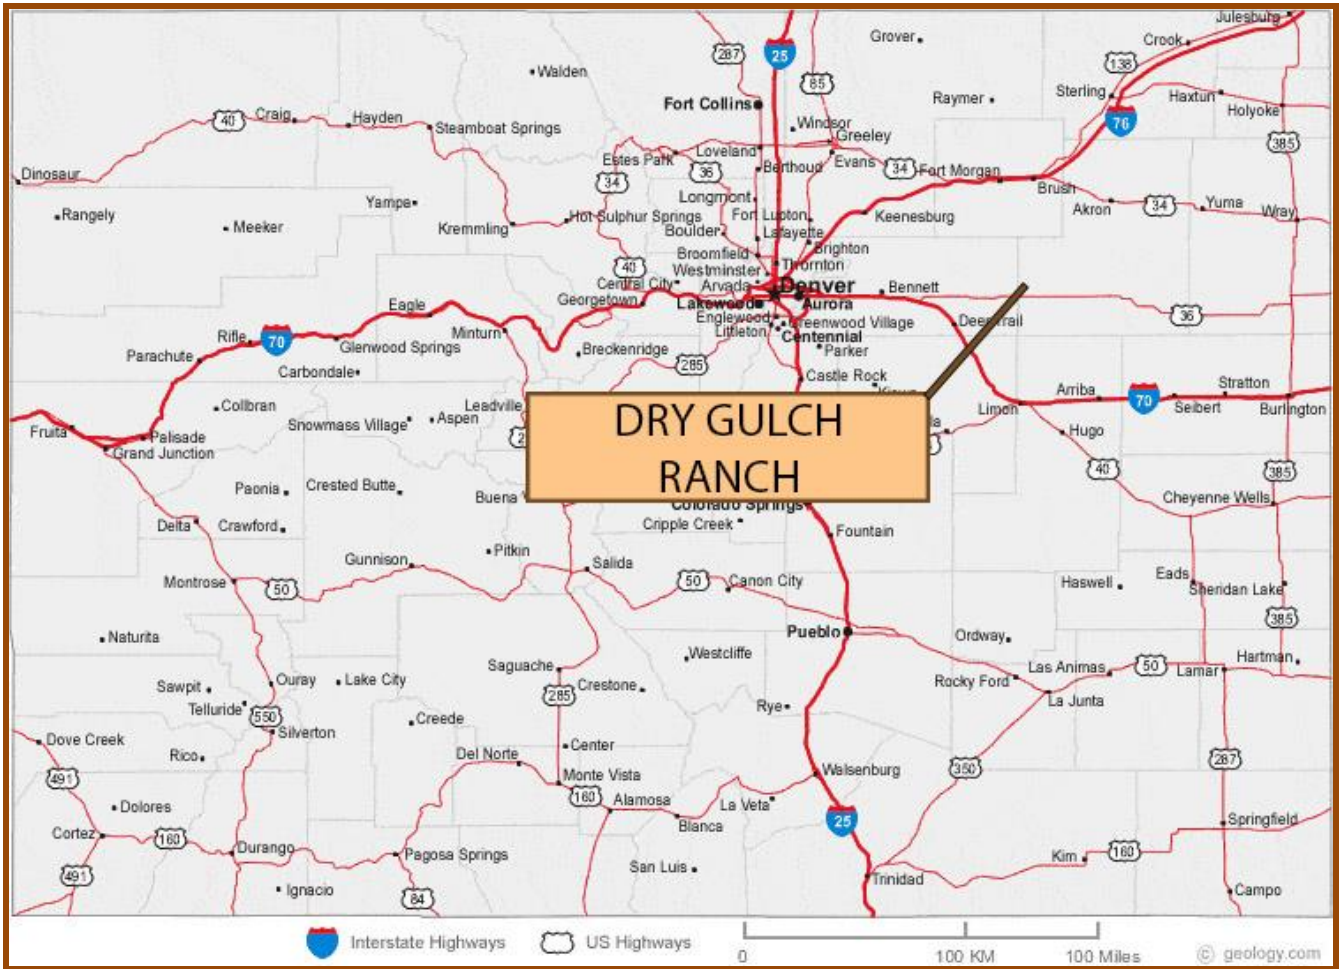 Julesburg
Grover
Crook
287
25
138
Walden
85
Sterling
Haxtun
Raymer
Fort Collins
Holyoke
Craig
Hayden
40
Steamboat Springs
Windsor
Greeley
76
385
Estes Park
Loveland
Evans
Berthoud
34
Fort Morgan
36
Dinosaur
34
Brush
Longmont
Yampa
Akron
34
Yuma
Wray
Rangely
Hot Sulphur Springs
Fort Lupton
Keenesburg
Meeker
Kremmling
Boulder
Lafayette
Brighton
Broomfield
40
Westminster
Thornton
Central City
Arvada
Denver
Bennett
Georgetown
Lakewood
Aurora
Eagle
Englewood
36
Greenwood Village
Littleton
Minturn
Centennial
Rifle
70
Glenwood Springs
Breckenridge
Parker
Parachute
285
Carbondale
Castle Rock
Arriba
Stratton
70
Collbran
Leadville
Limon
Seibert
Burlington
Snowmass Village
Aspen
DRY GULCH
RANCH
Fruita
Palisade
Hugo
Grand Junction
40
385
Paonia
Crested Butte
Buena
Cheyenne Wells
Colorado Springs
Delta
Crawford
Cripple Creek
Fountain
Pitkin
Gunnison
Salida
Montrose
50
50
Canon City
Haswell
Eads
Sheridan Lake
385
Naturita
Pueblo
Ordway
Westcliffe
Hartman
Saguache
Las Animas
50
Lamar
Sawpit
Ouray
Lake City
285
Crestone
Rocky Ford
La Junta
Telluride
550
Rye
Creede
Silverton
Dove Creek
Center
Rico
Del Norte
287
491
Monte Vista
Walsenburg
350
160
Alamosa
La Veta
Dolores
Blanca
25
Springfield
Cortez
160
Durango
Pagosa Springs
Kim
160
491
San Luis
Trinidad
Ignacio
84
Campo
Interstate Highways
US Highways
0
100 KM
100 Miles
© geology.com